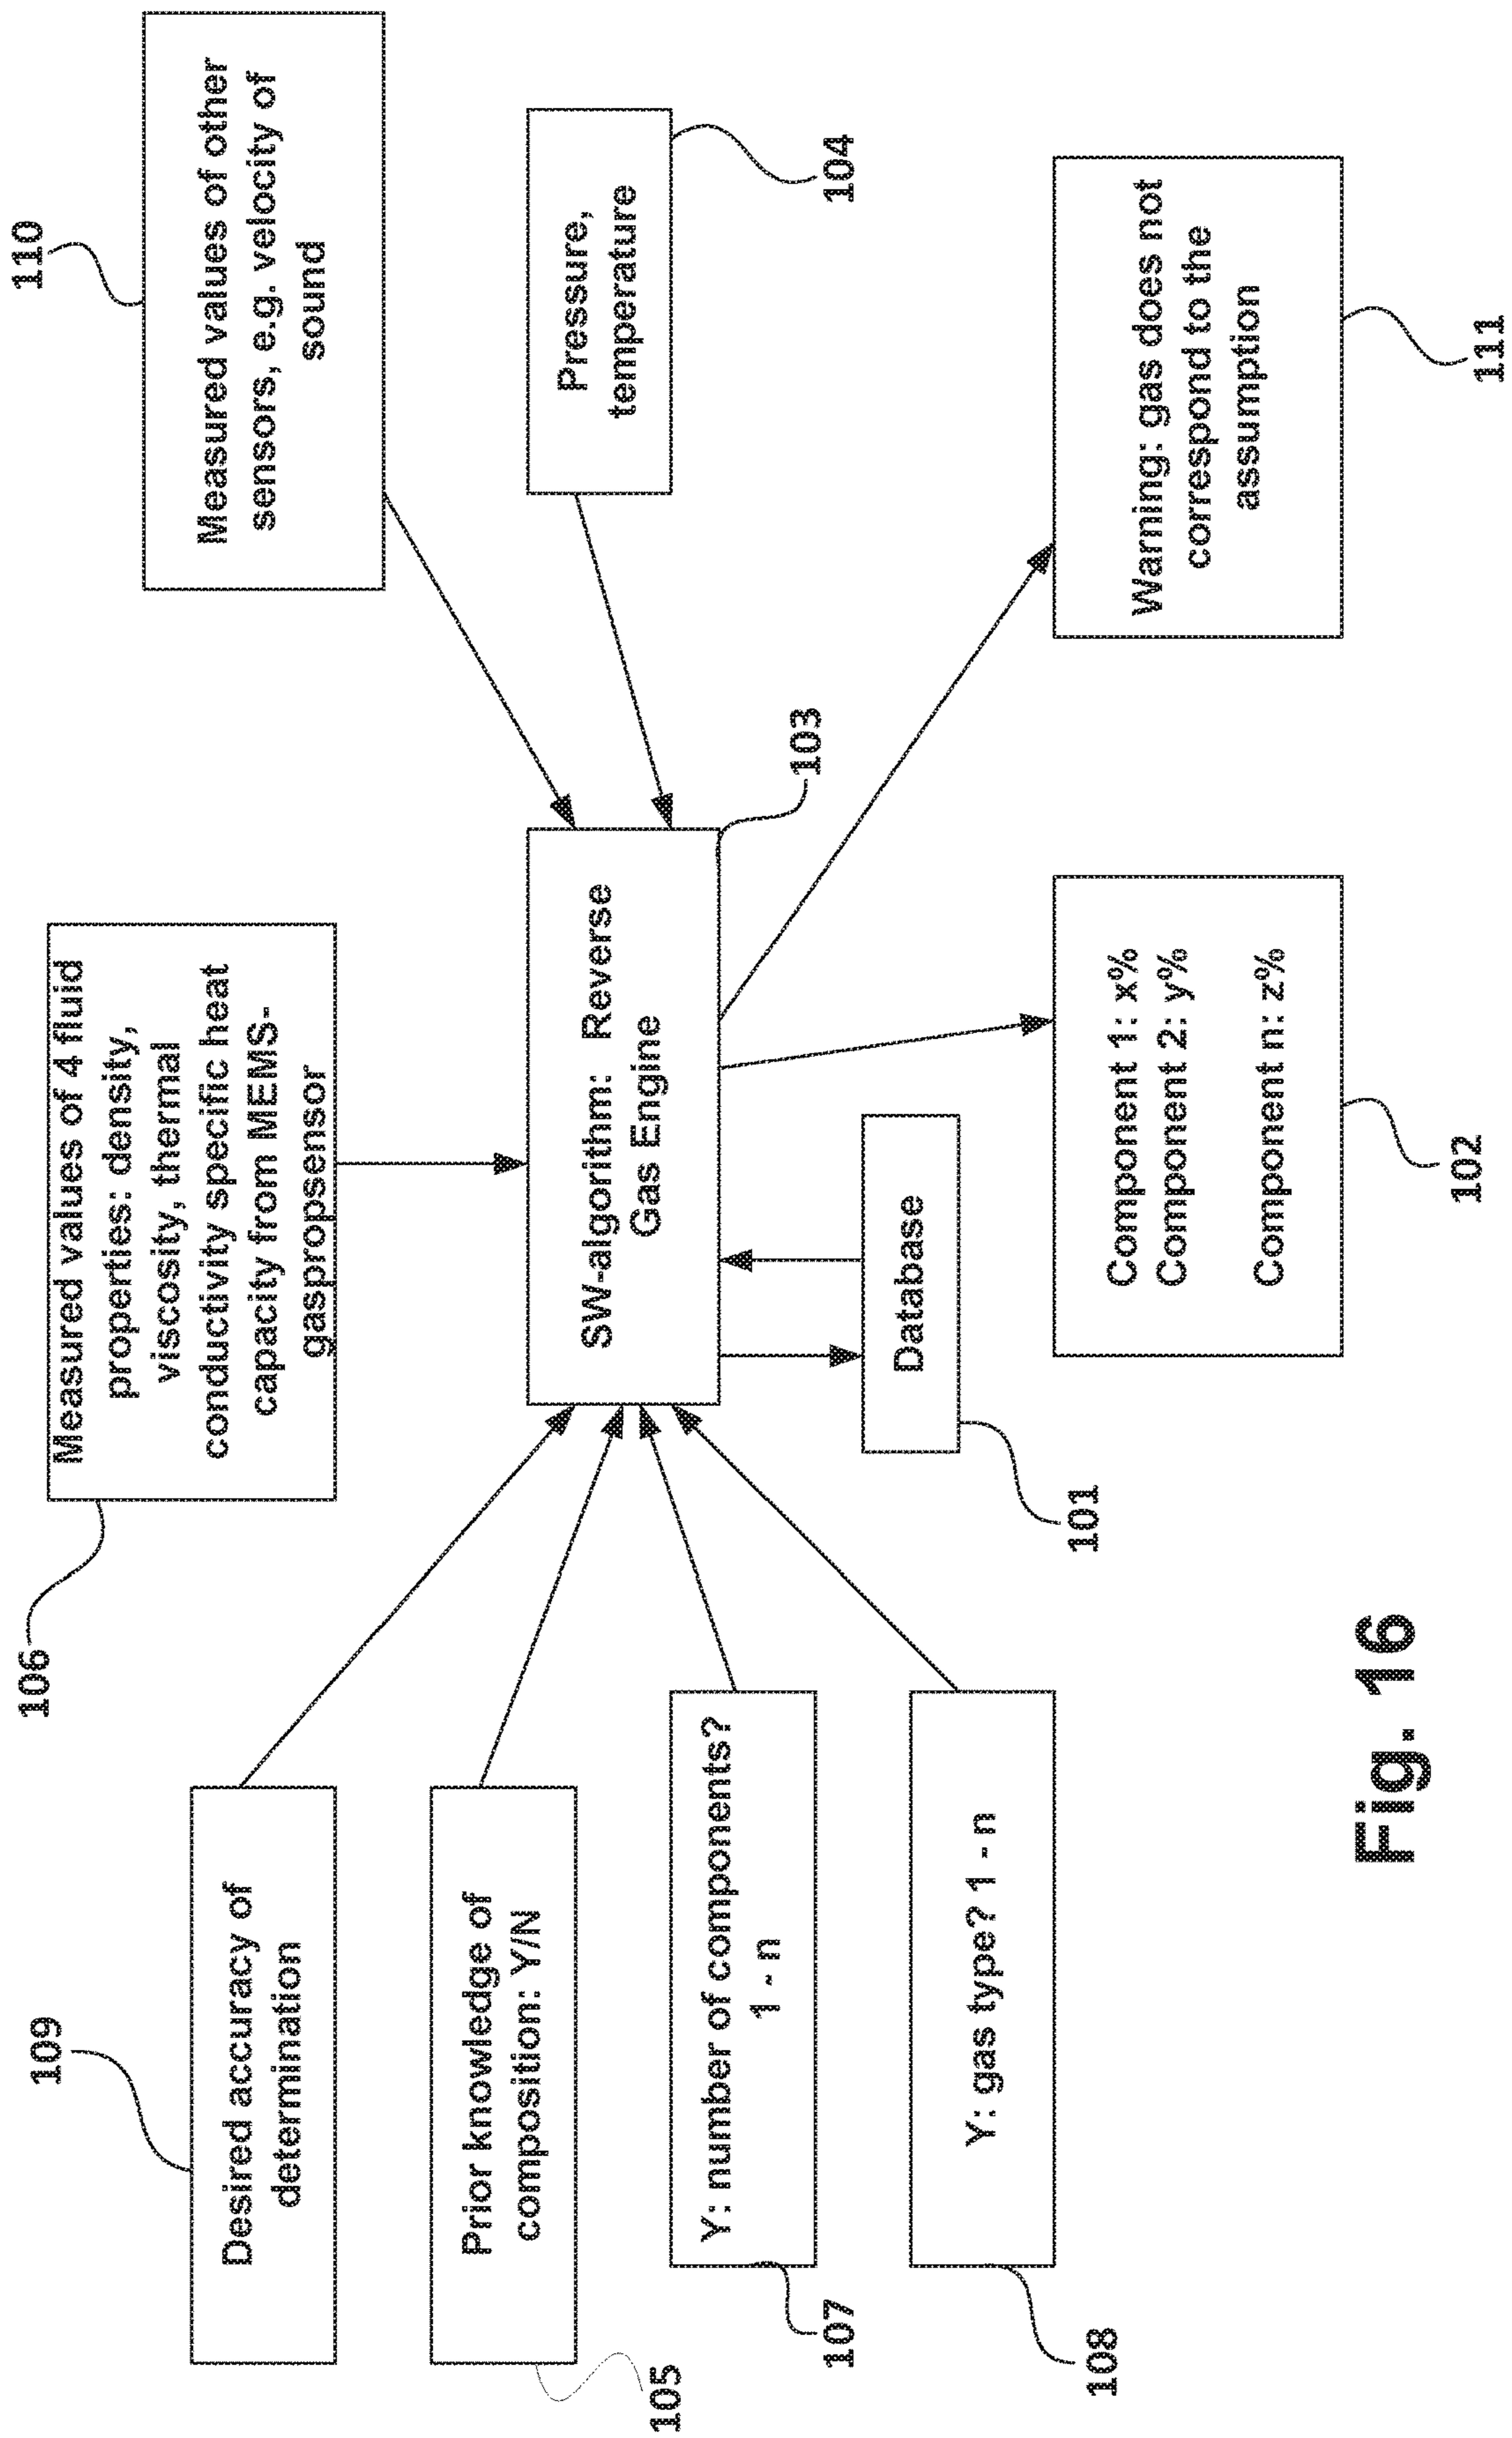 106
Measured values of 4 fluid
properties: density,
viscosity, thermal
conductivity specific heat
capacity from MEMS-
gaspropsensor
110
Measured values of other
sensors, e.g. velocity of
sound
109
Desired accuracy of
determination
105
Prior knowledge of
composition: Y/N
107
Y: number of components?
1 - n
108
Y: gas type? 1 - n
SW-algorithm: Reverse
Gas Engine
103
Pressure,
temperature
104
Database
101
Component 1: x%
Component 2: y%
Component n: z%
102
Warning: gas does not
correspond to the
assumption
111
Fig. 16